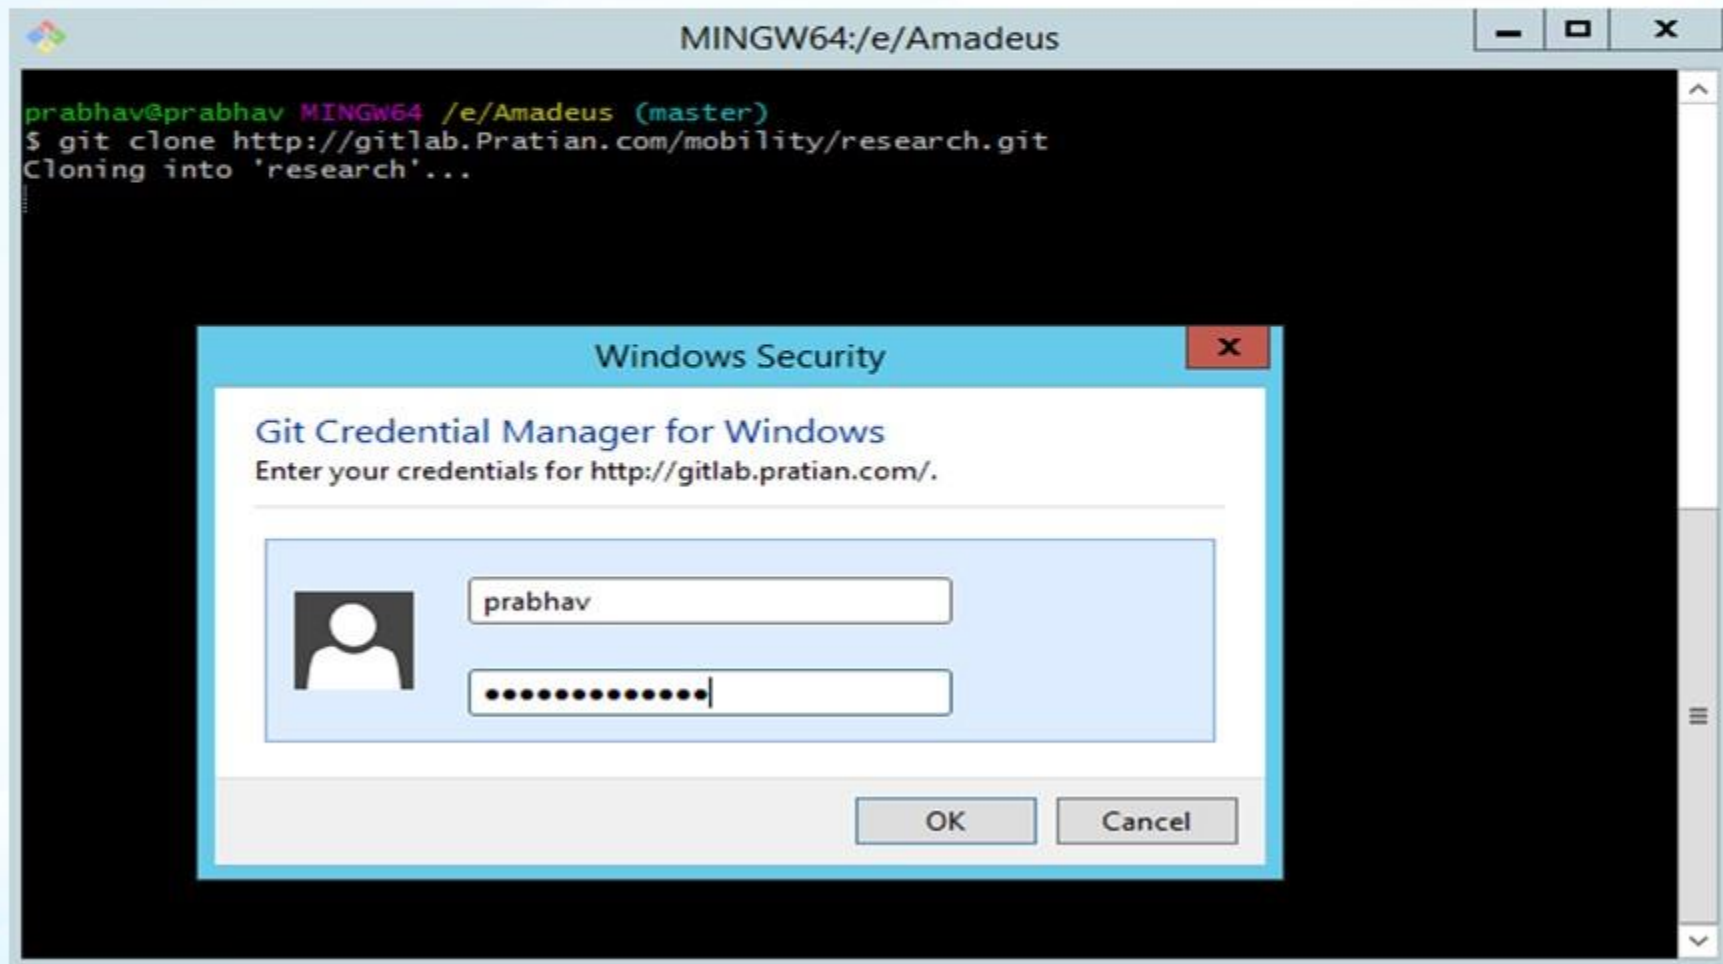 MINGW64:/e/Amadeus
prabhav@prabhav MINGW64 /e/Amadeus (master)
$ git clone http://gitlab.Pratian.com/mobility/research.git
Cloning into 'research'...
Windows Security
Git Credential Manager for Windows
Enter your credentials for http://gitlab.pratian.com/.
prabhav
●●●●●●●●●●●●●
OK Cancel